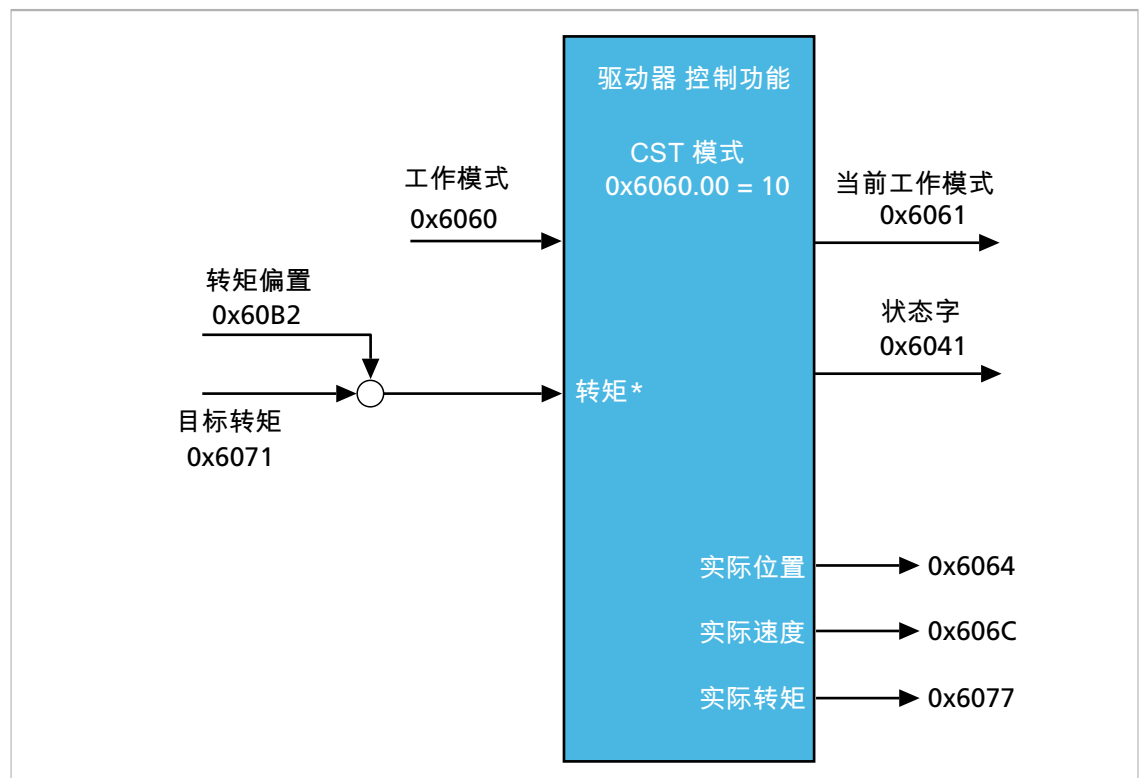 驱动器 控制功能
CST 模式
0x6060.00 = 10
工作模式
0x6060
当前工作模式
0x6061
转矩偏置
0x60B2
状态字
0x6041
转矩*
目标转矩
0x6071
实际位置 0x6064
实际速度 0x606C
实际转矩 0x6077